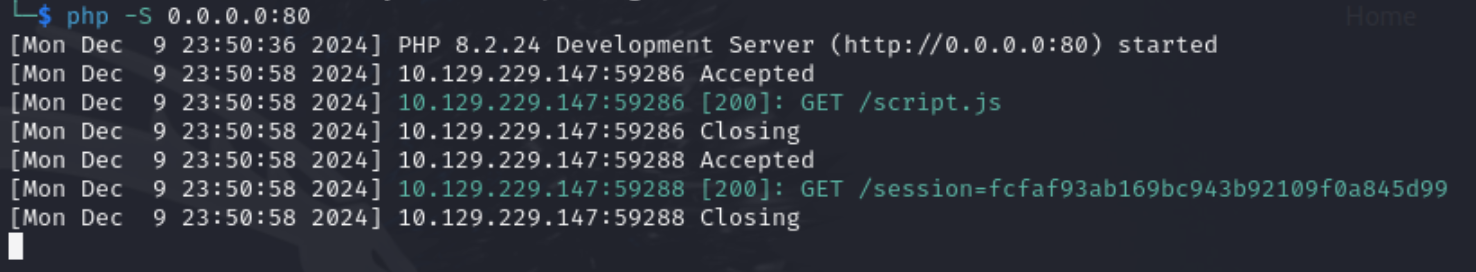 └─$ php -S 0.0.0.0:80
Home
[Mon Dec  9 23:50:36 2024] PHP 8.2.24 Development Server (http://0.0.0.0:80) started
[Mon Dec  9 23:50:58 2024] 10.129.229.147:59286 Accepted
[Mon Dec  9 23:50:58 2024] 10.129.229.147:59286 [200]: GET /script.js
[Mon Dec  9 23:50:58 2024] 10.129.229.147:59286 Closing
[Mon Dec  9 23:50:58 2024] 10.129.229.147:59288 Accepted
[Mon Dec  9 23:50:58 2024] 10.129.229.147:59288 [200]: GET /session=fcfaf93ab169bc943b92109f0a845d99
[Mon Dec  9 23:50:58 2024] 10.129.229.147:59288 Closing